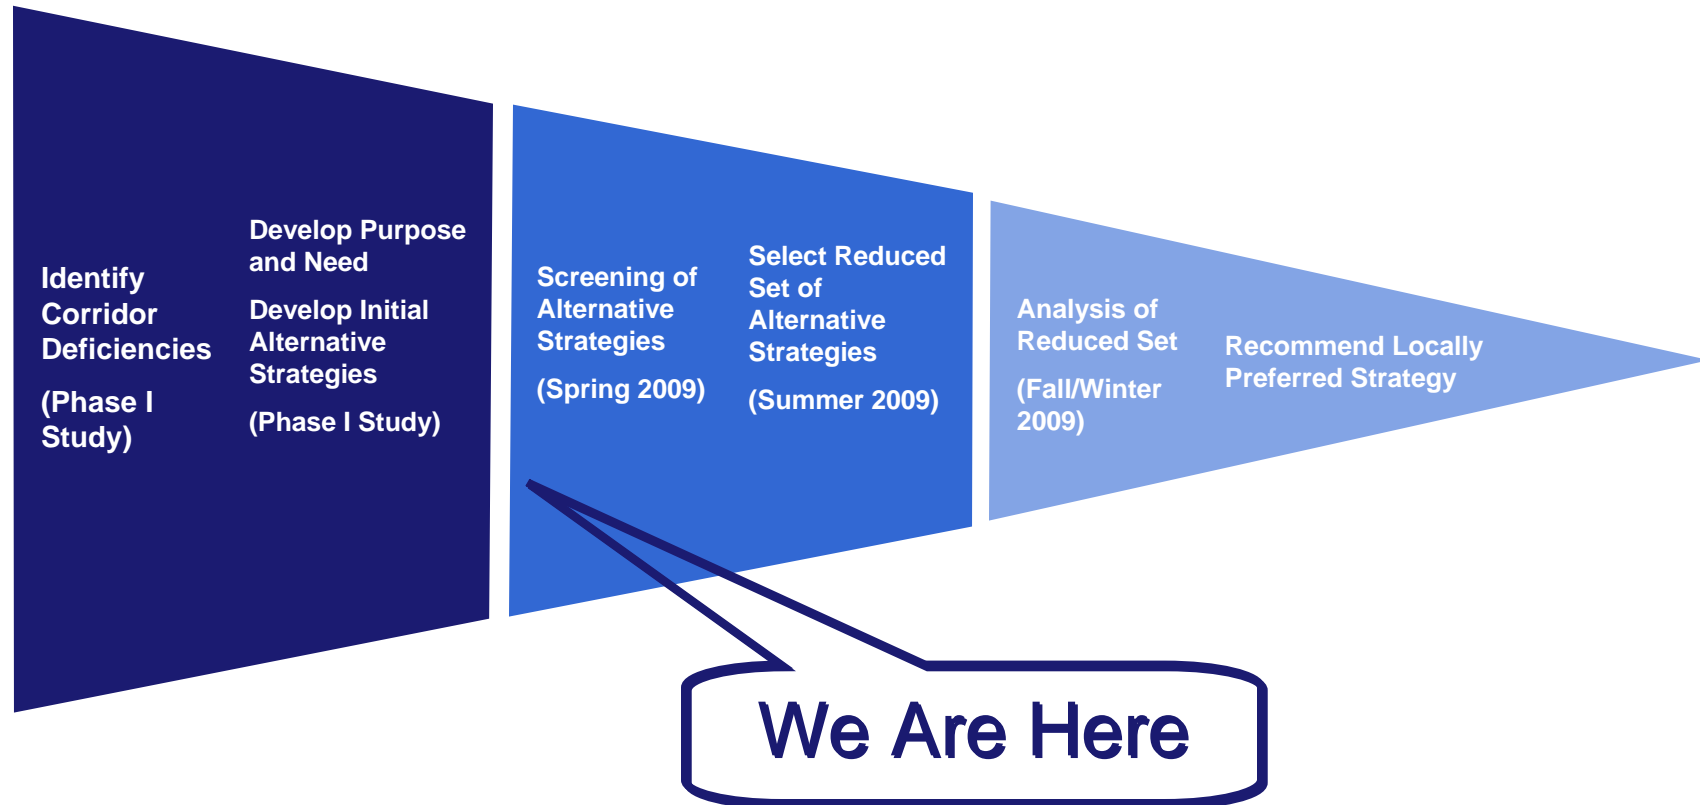 Identify
Corridor
Deficiencies
(Phase I
Study)
Develop Purpose
and Need
Develop Initial
Alternative
Strategies
(Phase I Study)
Screening of
Alternative
Strategies
(Spring 2009)
Select Reduced
Set of
Alternative
Strategies
(Summer 2009)
Analysis of
Reduced Set
(Fall/Winter
2009)
Recommend Locally
Preferred Strategy
We Are Here